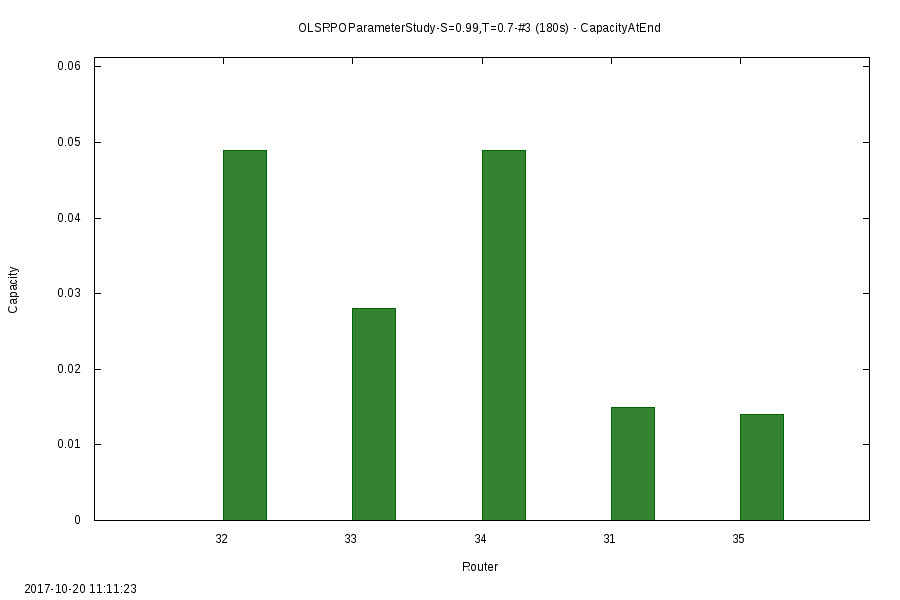 OLSRPOParameterStudy-S=0.99,T=0.7-#3 (180s) - CapacityAtEnd
0.06
0.05
0.04
0.03
0.02
0.01
0
Capacity
32 33 34 31 35
Router
2017-10-20 11:11:23